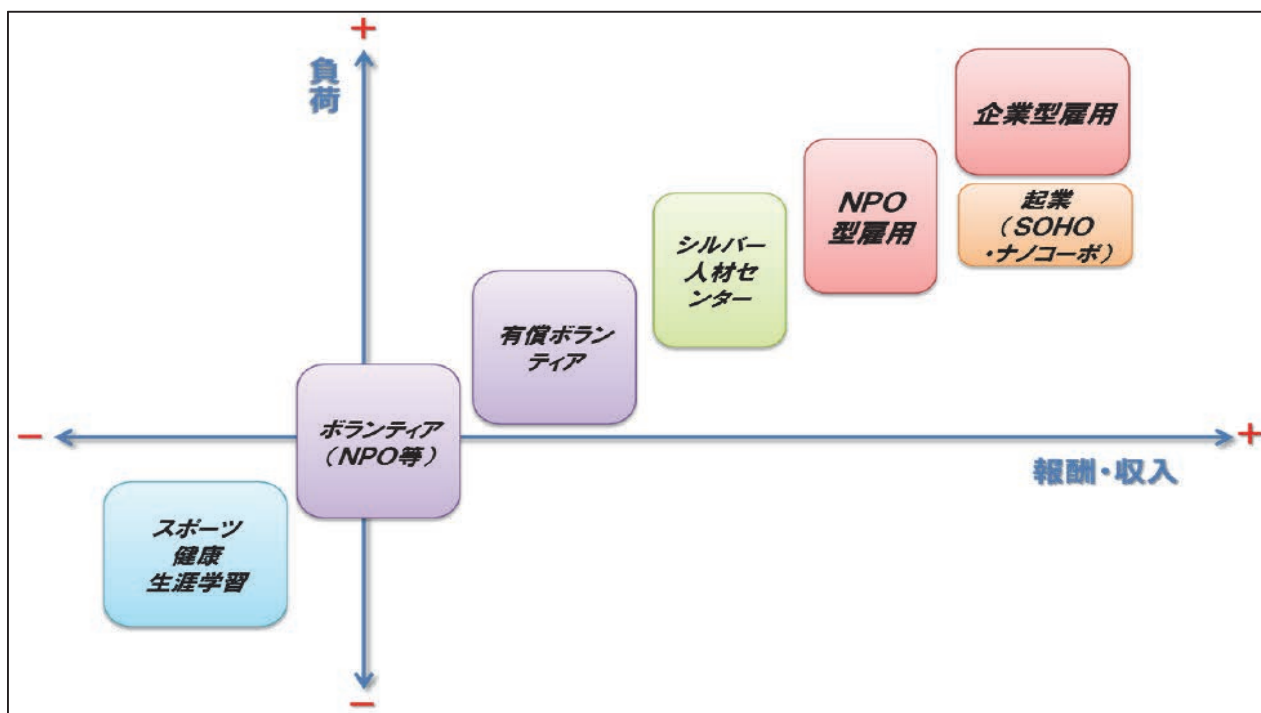 +
負荷
企業型雇用
NPO
型雇用
起業
（SOHO
・ナノコーポ）
シルバー
人材セ
ンター
有償ボラン
ティア
ボランティア
（NPO等）
－
+
報酬・収入
スポーツ
健康
生涯学習
－